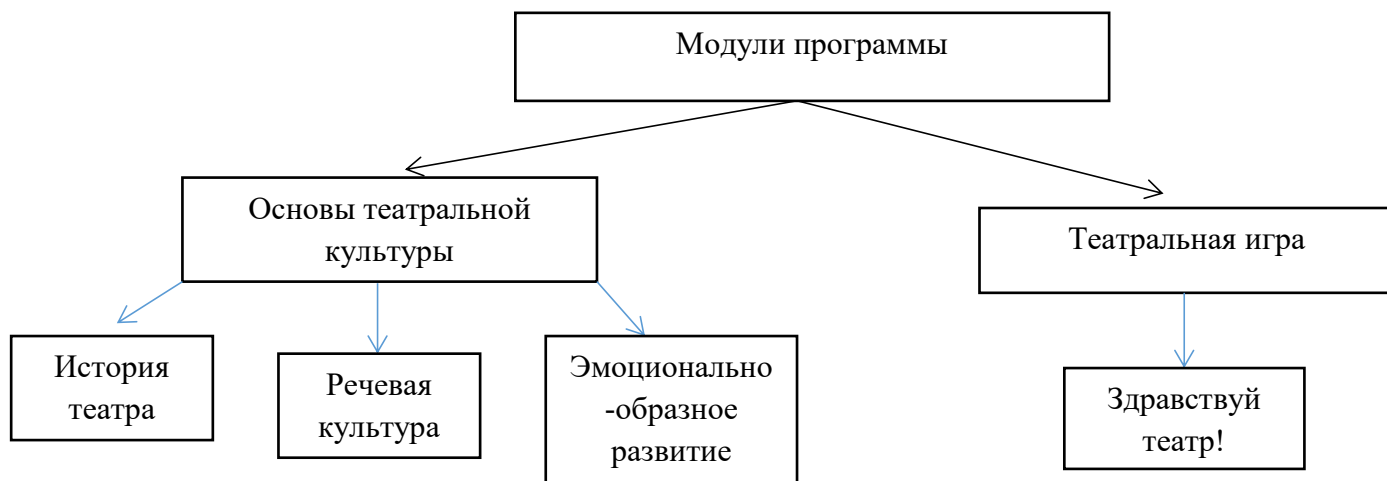 Модули программы
Основы театральной
культуры
Театральная игра
История
театра
Речевая
культура
Эмоционально
-образное
развитие
Здравствуй
театр!